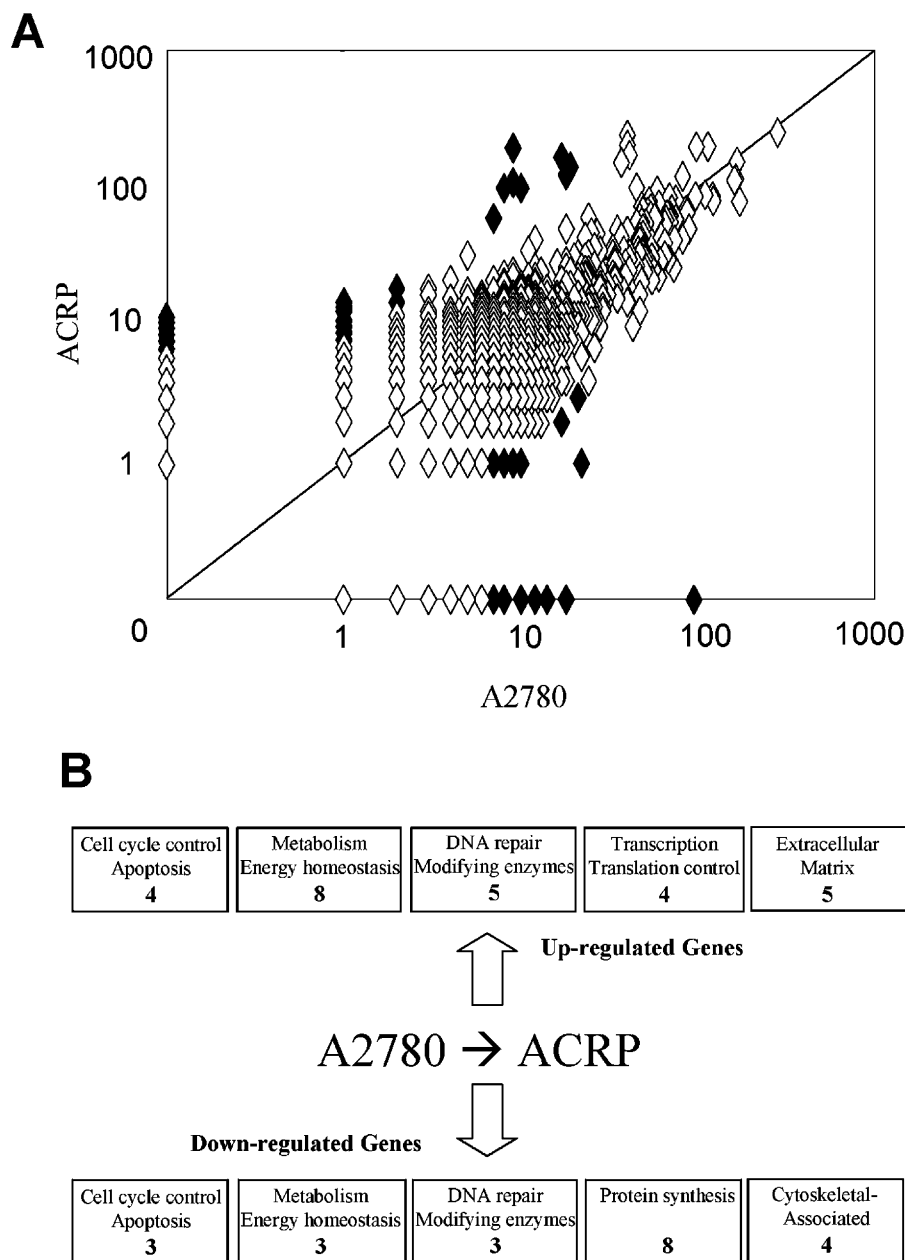 A
1000
100
10
1
0
ACRP
1
10
100
1000
A2780
B
Cell cycle control
Apoptosis
4
Metabolism
Energy homeostasis
8
DNA repair
Modifying enzymes
5
Transcription
Translation control
4
Extracellular
Matrix
5
Up-regulated Genes
A2780 → ACRP
Down-regulated Genes
Cell cycle control
Apoptosis
3
Metabolism
Energy homeostasis
3
DNA repair
Modifying enzymes
3
Protein synthesis
8
Cytoskeletal-
Associated
4